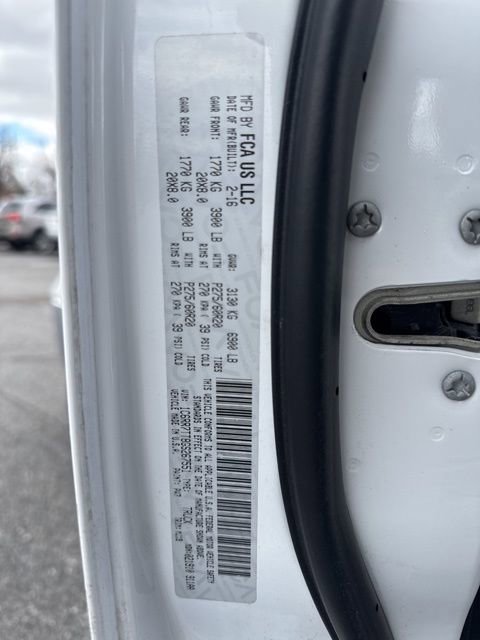 MFD BY FCA US LLC
DATE OF MFR(BUILT): 2-16 GVWR: 3130 KG 6900 LB
GAWR FRONT: 1770 KG 3900 LB WITH P275/60R20 TIRES
20X8.0 RIMS AT 270 KPA ( 39 PSI) COLD
GAWR REAR: 1770 KG 3900 LB WITH P275/60R20 TIRES
20X8.0 RIMS AT 270 KPA ( 39 PSI) COLD
THIS VEHICLE CONFORMS TO ALL APPLICABLE U.S.A. FEDERAL MOTOR VEHICLE SAFETY
STANDARDS IN EFFECT ON THE DATE OF MANUFACTURE SHOWN ABOVE.
VIN: 1C6RR7TT8GS267551 TYPE: TRUCK
MADE IN U.S.A. PAINT: PW7